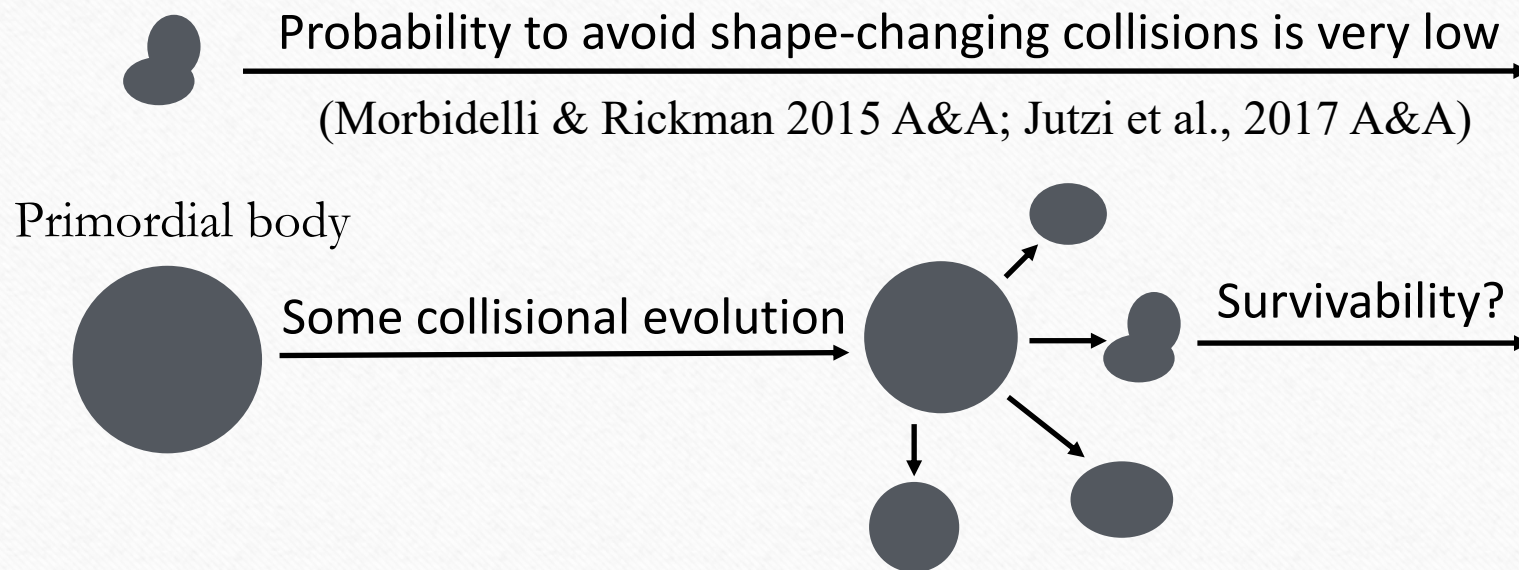 Probability to avoid shape-changing collisions is very low
(Morbidelli & Rickman 2015 A&A; Jutzi et al., 2017 A&A)
Primordial body
Some collisional evolution
Survivability?